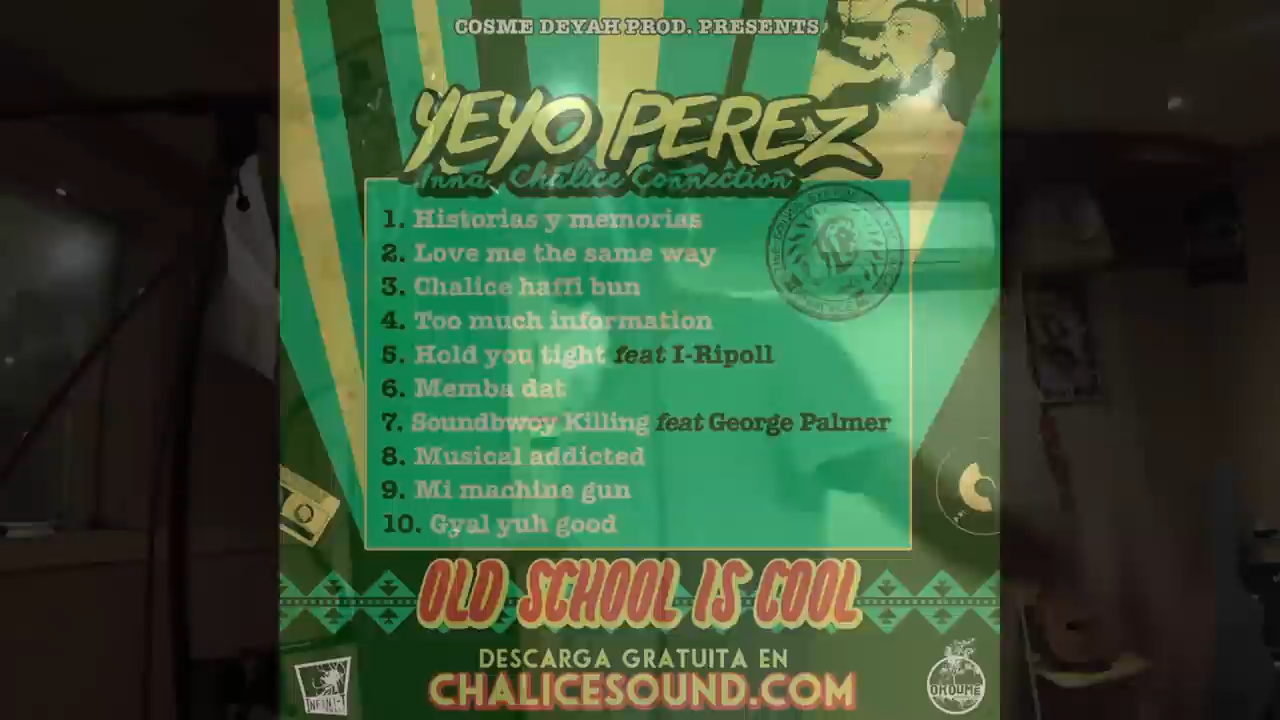 COSME DEYAH PROD. PRESENTS
YEYO PEREZ
Inna Chalice Connection
1. Historias y memorias
2. Love me the same way
3. Chalice haffi bun
4. Too much information
5. Hold you tight feat I-Ripoll
6. Memba dat
7. Soundbwoy Killing feat George Palmer
8. Musical addicted
9. Mi machine gun
10. Gyal yuh good
OLD SCHOOL IS COOL
DESCARGA GRATUITA EN
CHALICESOUND.COM
OKOUME